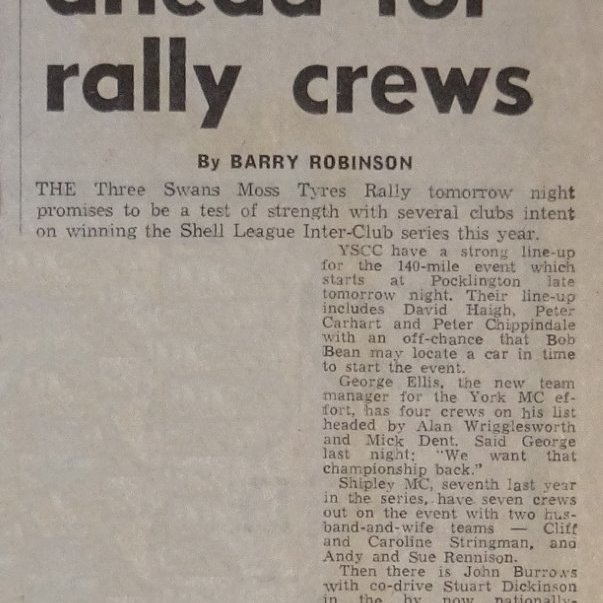 ahead for
rally crews
By BARRY ROBINSON
THE Three Swans Moss Tyres Rally tomorrow night
promises to be a test of strength with several clubs intent
on winning the Shell League Inter-Club series this year.
YSCC have a strong line-up
for the 140-mile event which
starts at Pocklington late
tomorrow night. Their line-up
includes David Haigh, Peter
Carhart and Peter Chippindale
with an off-chance that Bob
Bean may locate a car in time
to start the event.
George Ellis, the new team
manager for the York MC ef-
fort, has four crews on his list
headed by Alan Wrigglesworth
and Mick Dent. Said George
last night: "We want that
championship back."
Shipley MC, seventh last year
in the series, have seven crews
out on the event with two hus-
band-and-wife teams — Cliff
and Caroline Stringman, and
Andy and Sue Rennison.
Then there is John Burrows
with co-drive Stuart Dickinson
in the by now nationally-